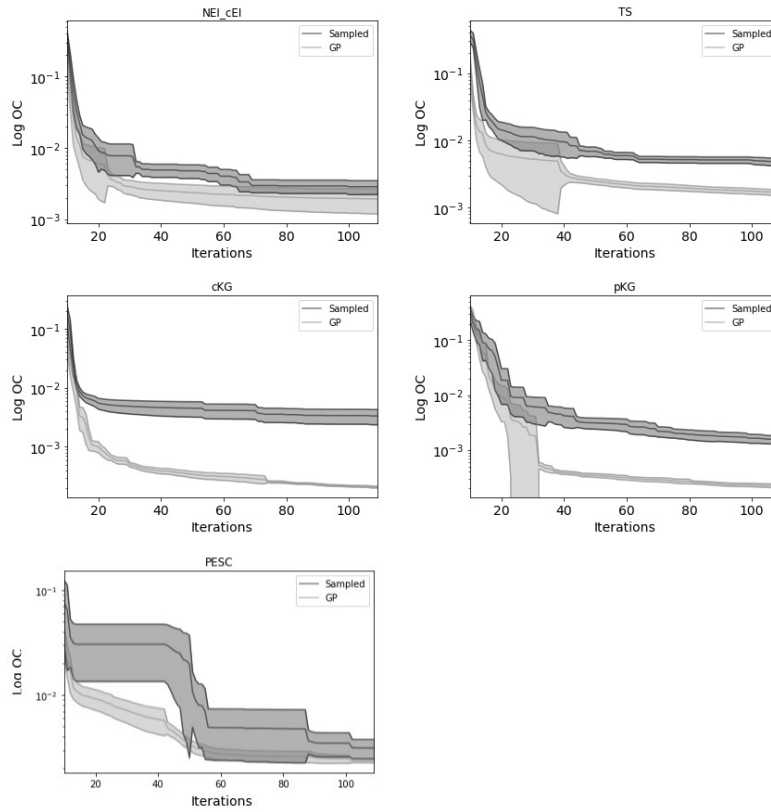 NEI_cEI
Log OC
10⁻¹
10⁻²
10⁻³
Sampled
GP
20 40 60 80 100
Iterations
TS
Log OC
10⁻¹
10⁻²
10⁻³
Sampled
GP
20 40 60 80 100
Iterations
cKG
Log OC
10⁻¹
10⁻²
10⁻³
Sampled
GP
20 40 60 80 100
Iterations
pKG
Log OC
10⁻¹
10⁻²
10⁻³
Sampled
GP
20 40 60 80 100
Iterations
PESC
Log OC
10⁻¹
10⁻²
Sampled
GP
20 40 60 80 100
Iterations